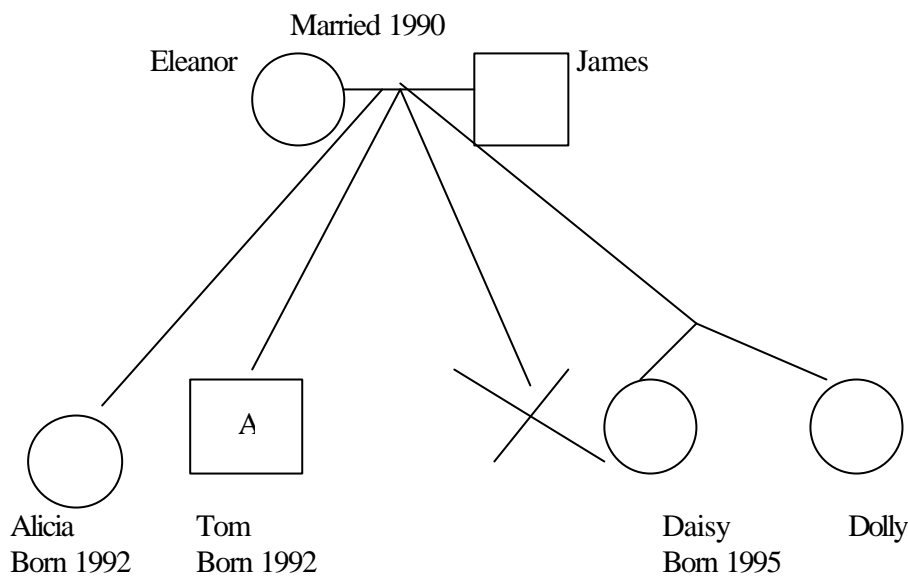 Married 1990
Eleanor
James
A
Alicia
Born 1992
Tom
Born 1992
Daisy
Born 1995
Dolly